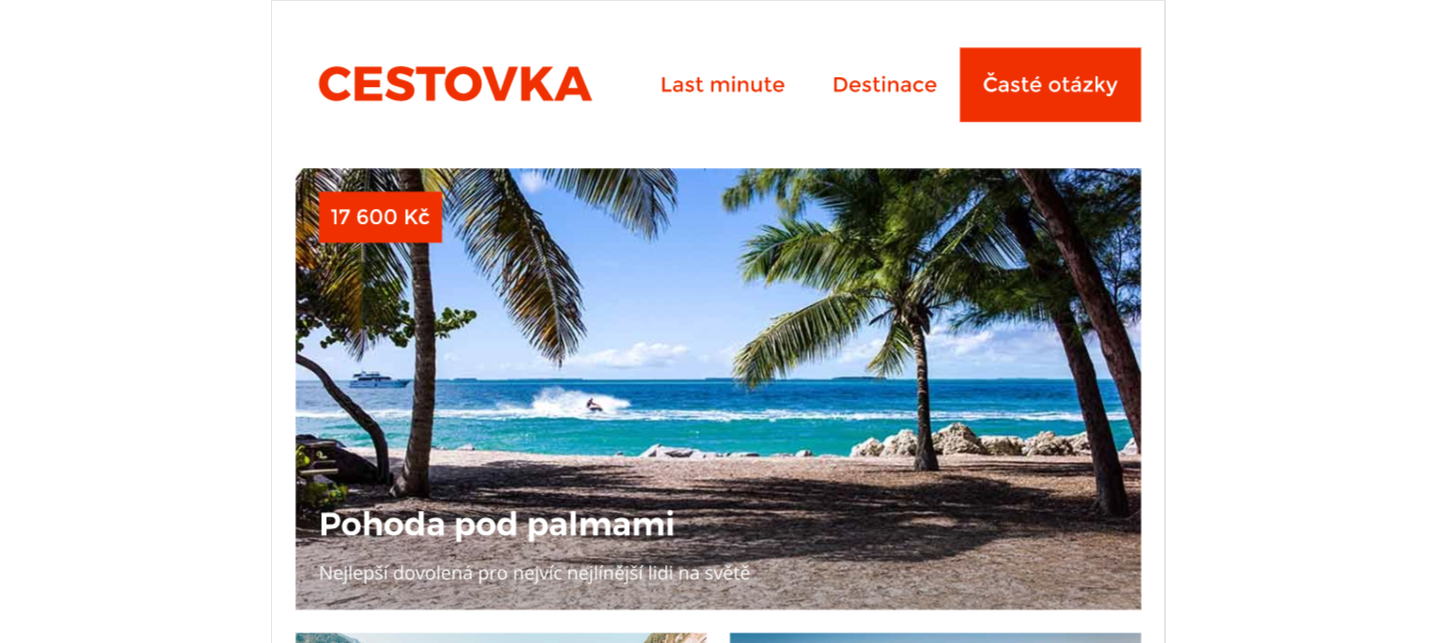 CESTOVKA
Last minute
Destinace
Časté otázky
17 600 Kč
Pohoda pod palmami
Nejlepší dovolená pro nejvíc nejlínější lidi na světě